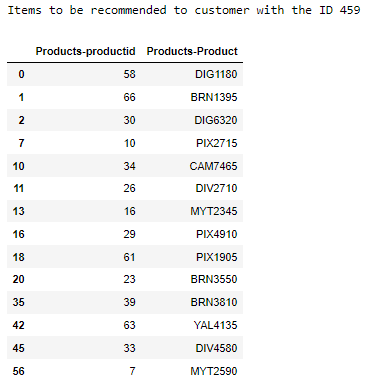 Items to be recommended to customer with the ID 459
Products-productid Products-Product
0 58 DIG1180
1 66 BRN1395
2 30 DIG6320
7 10 PIX2715
10 34 CAM7465
11 26 DIV2710
13 16 MYT2345
16 29 PIX4910
18 61 PIX1905
20 23 BRN3550
35 39 BRN3810
42 63 YAL4135
45 33 DIV4580
56 7 MYT2590